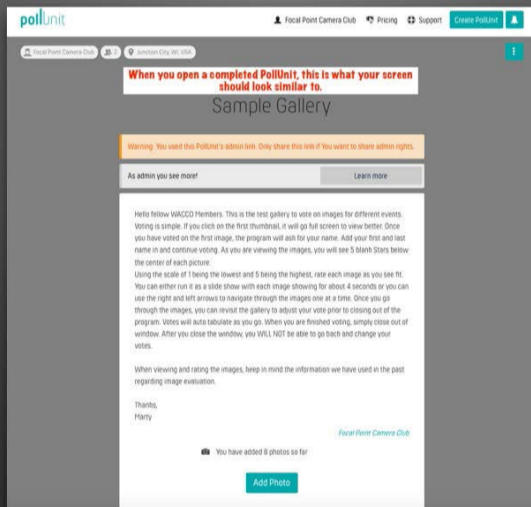 pollunit
Focal Point Camera Club
Pricing
Support
Create PollUnit
Focal Point Camera Club
2
Junction City, WI, USA
When you open a completed PollUnit, this is what your screen
should look similar to.
Sample Gallery
Warning: You used this PollUnit's admin link. Only share this link if You want to share admin rights.
As admin you see more!
Learn more
Hello fellow WACCO Members. This is the test gallery to vote on images for different events.
Voting is simple. If you click on the first thumbnail, it will go full screen to view better. Once
you have voted on the first image, the program will ask for your name. Add your first and last
name in and continue voting. As you are viewing the images, you will see 5 blank Stars below
the center of each picture.
Using the scale of 1 being the lowest and 5 being the highest, rate each image as you see fit.
You can either run it as a slide show with each image showing for about 4 seconds or you can
use the right and left arrows to navigate through the images one at a time. Once you go
through the images, you can revisit the gallery to adjust your vote prior to closing out of the
program. Votes will auto tabulate as you go. When you are finished voting, simply close out of
window. After you close the window, you WILL NOT be able to go back and change your
votes.
When viewing and rating the images, keep in mind the information we have used in the past
regarding image evaluation.
Thanks,
Marty
Focal Point Camera Club
You have added 8 photos so far
Add Photo